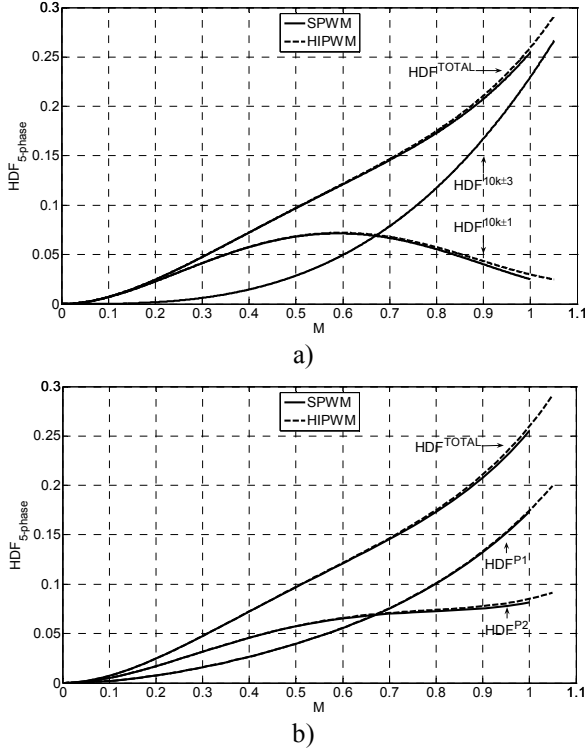 0.3
SPWM
HIPWM
HDF^TOTAL
0.25
0.2
HDF_5-phase
0.15
HDF^10k±3
0.1
HDF^10k±1
0.05
0
0 0.1 0.2 0.3 0.4 0.5 0.6 0.7 0.8 0.9 1 1.1
M
a)
0.3
SPWM
HIPWM
0.25
HDF^TOTAL
0.2
HDF_5-phase
0.15
HDF^P1
0.1
HDF^P2
0.05
0
0 0.1 0.2 0.3 0.4 0.5 0.6 0.7 0.8 0.9 1 1.1
M
b)